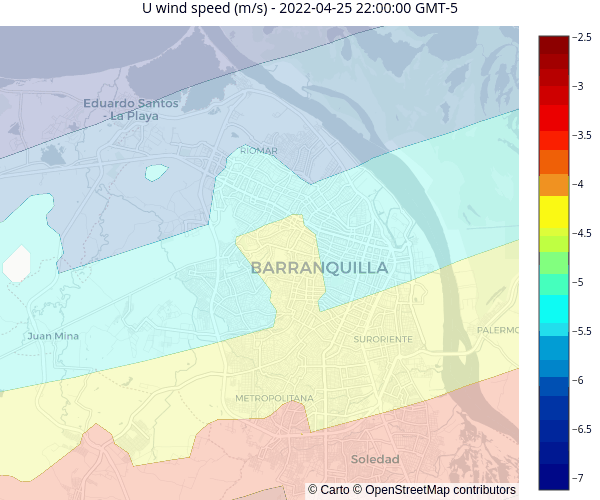 U wind speed (m/s) - 2022-04-25 22:00:00 GMT-5
−2.5
Eduardo Santos
- La Playa
−3
−3.5
RIOMAR
−4
−4.5
BARRANQUILLA
−5
Juan Mina
SURORIENTE
PALERMO
−5.5
−6
METROPOLITANA
−6.5
Soledad
−7
© Carto © OpenStreetMap contributors